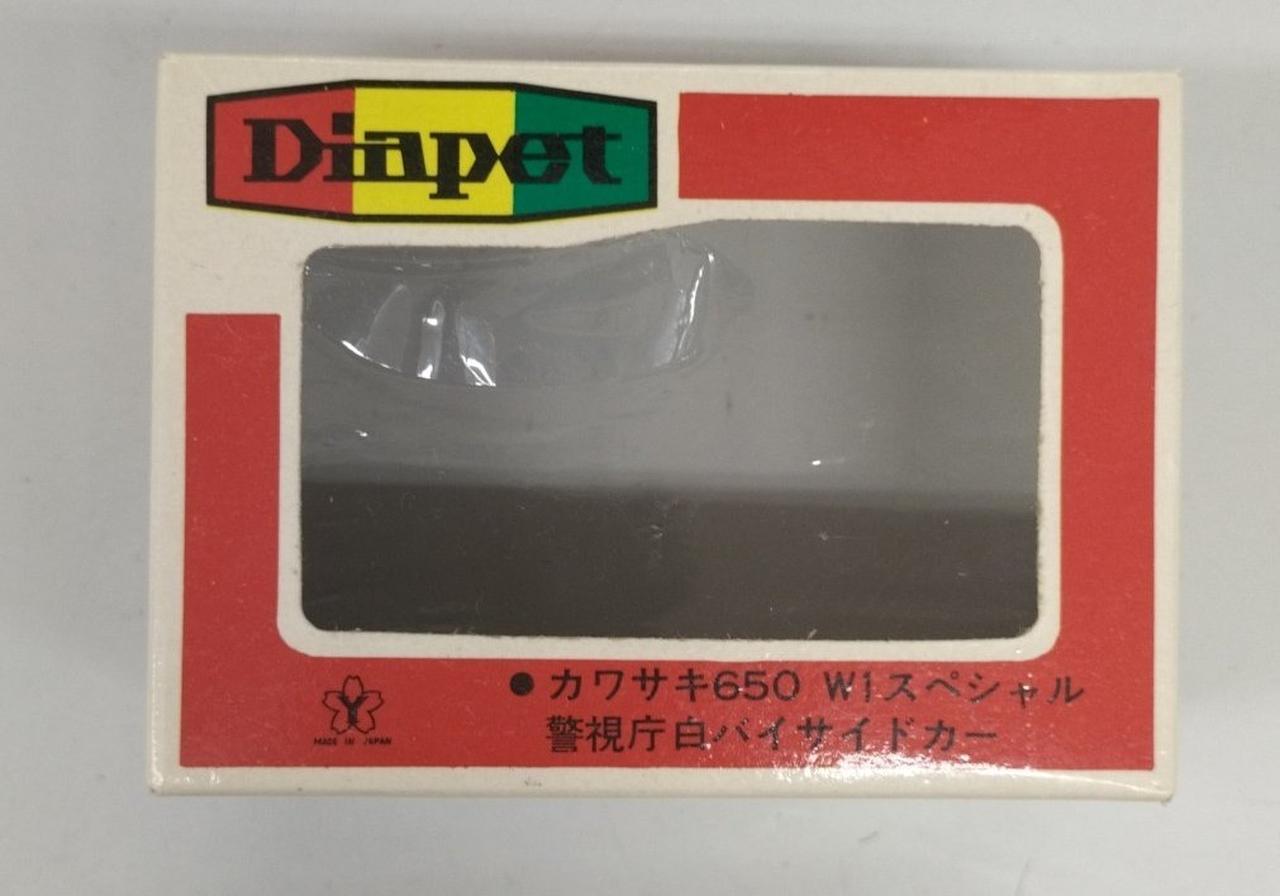 Diapet
● カワサキ650 W1スペシャル
警視庁白バイサイドカー
Y
MADE IN JAPAN